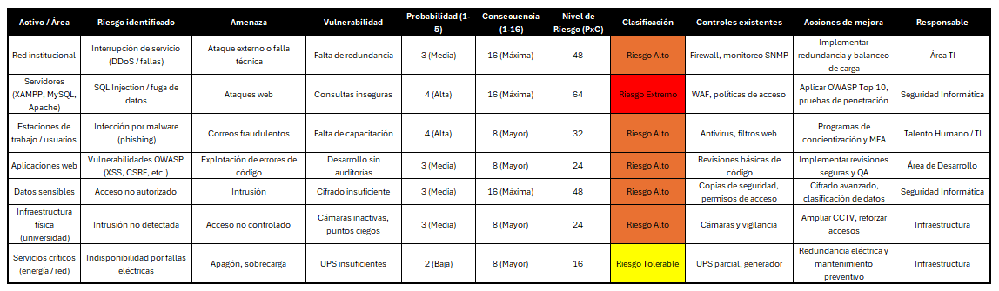 Activo / Área Riesgo identificado Amenaza Vulnerabilidad Probabilidad (1-5) Consecuencia (1-16) Nivel de Riesgo (PxC) Clasificación Controles existentes Acciones de mejora Responsable
Red institucional Interrupción de servicio (DDoS / fallas) Ataque externo o falla técnica Falta de redundancia 3 (Media) 16 (Máxima) 48 Riesgo Alto Firewall, monitoreo SNMP Implementar redundancia y balanceo de carga Área TI
Servidores (XAMPP, MySQL, Apache) SQL Injection / fuga de datos Ataques web Consultas inseguras 4 (Alta) 16 (Máxima) 64 Riesgo Extremo WAF, políticas de acceso Aplicar OWASP Top 10, pruebas de penetración Seguridad Informática
Estaciones de trabajo / usuarios Infección por malware (phishing) Correos fraudulentos Falta de capacitación 4 (Alta) 8 (Mayor) 32 Riesgo Alto Antivirus, filtros web Programas de concientización y MFA Talento Humano / TI
Aplicaciones web Vulnerabilidades OWASP (XSS, CSRF, etc.) Explotación de errores de código Desarrollo sin auditorías 3 (Media) 8 (Mayor) 24 Riesgo Alto Revisiones básicas de código Implementar revisiones seguras y QA Área de Desarrollo
Datos sensibles Acceso no autorizado Intrusión Cifrado insuficiente 3 (Media) 16 (Máxima) 48 Riesgo Alto Copias de seguridad, permisos de acceso Cifrado avanzado, clasificación de datos Seguridad Informática
Infraestructura física (universidad) Intrusión no detectada Acceso no controlado Cámaras inactivas, puntos ciegos 3 (Media) 8 (Mayor) 24 Riesgo Alto Cámaras y vigilancia Ampliar CCTV, reforzar accesos Infraestructura
Servicios críticos (energía / red) Indisponibilidad por fallas eléctricas Apagón, sobrecarga UPS insuficientes 2 (Baja) 8 (Mayor) 16 Riesgo Tolerable UPS parcial, generador Redundancia eléctrica y mantenimiento preventivo Infraestructura